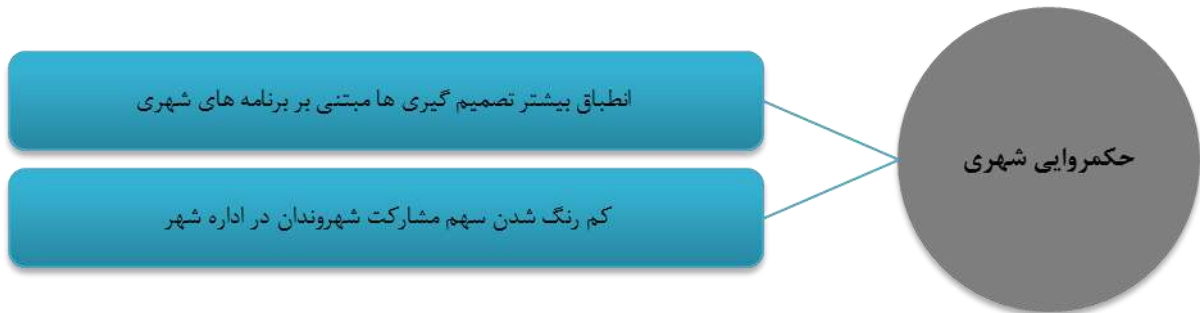 انطباق بیشتر تصمیم گیری ها مبتنی بر برنامه های شهری
حکمروایی شهری
کم رنگ شدن سهم مشارکت شهروندان در اداره شهر